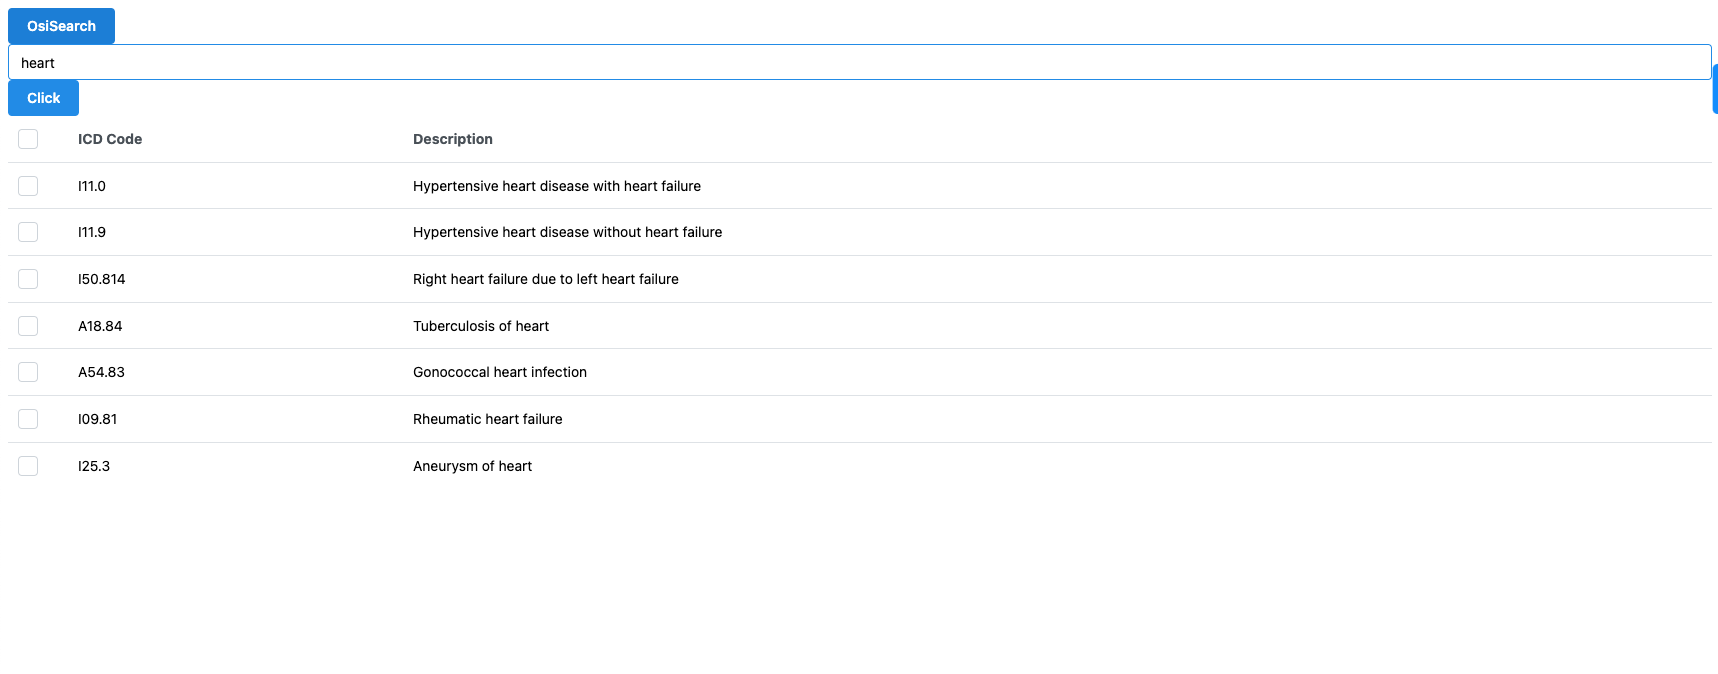 OsiSearch
heart
Click
ICD Code Description
I11.0 Hypertensive heart disease with heart failure
I11.9 Hypertensive heart disease without heart failure
I50.814 Right heart failure due to left heart failure
A18.84 Tuberculosis of heart
A54.83 Gonococcal heart infection
I09.81 Rheumatic heart failure
I25.3 Aneurysm of heart